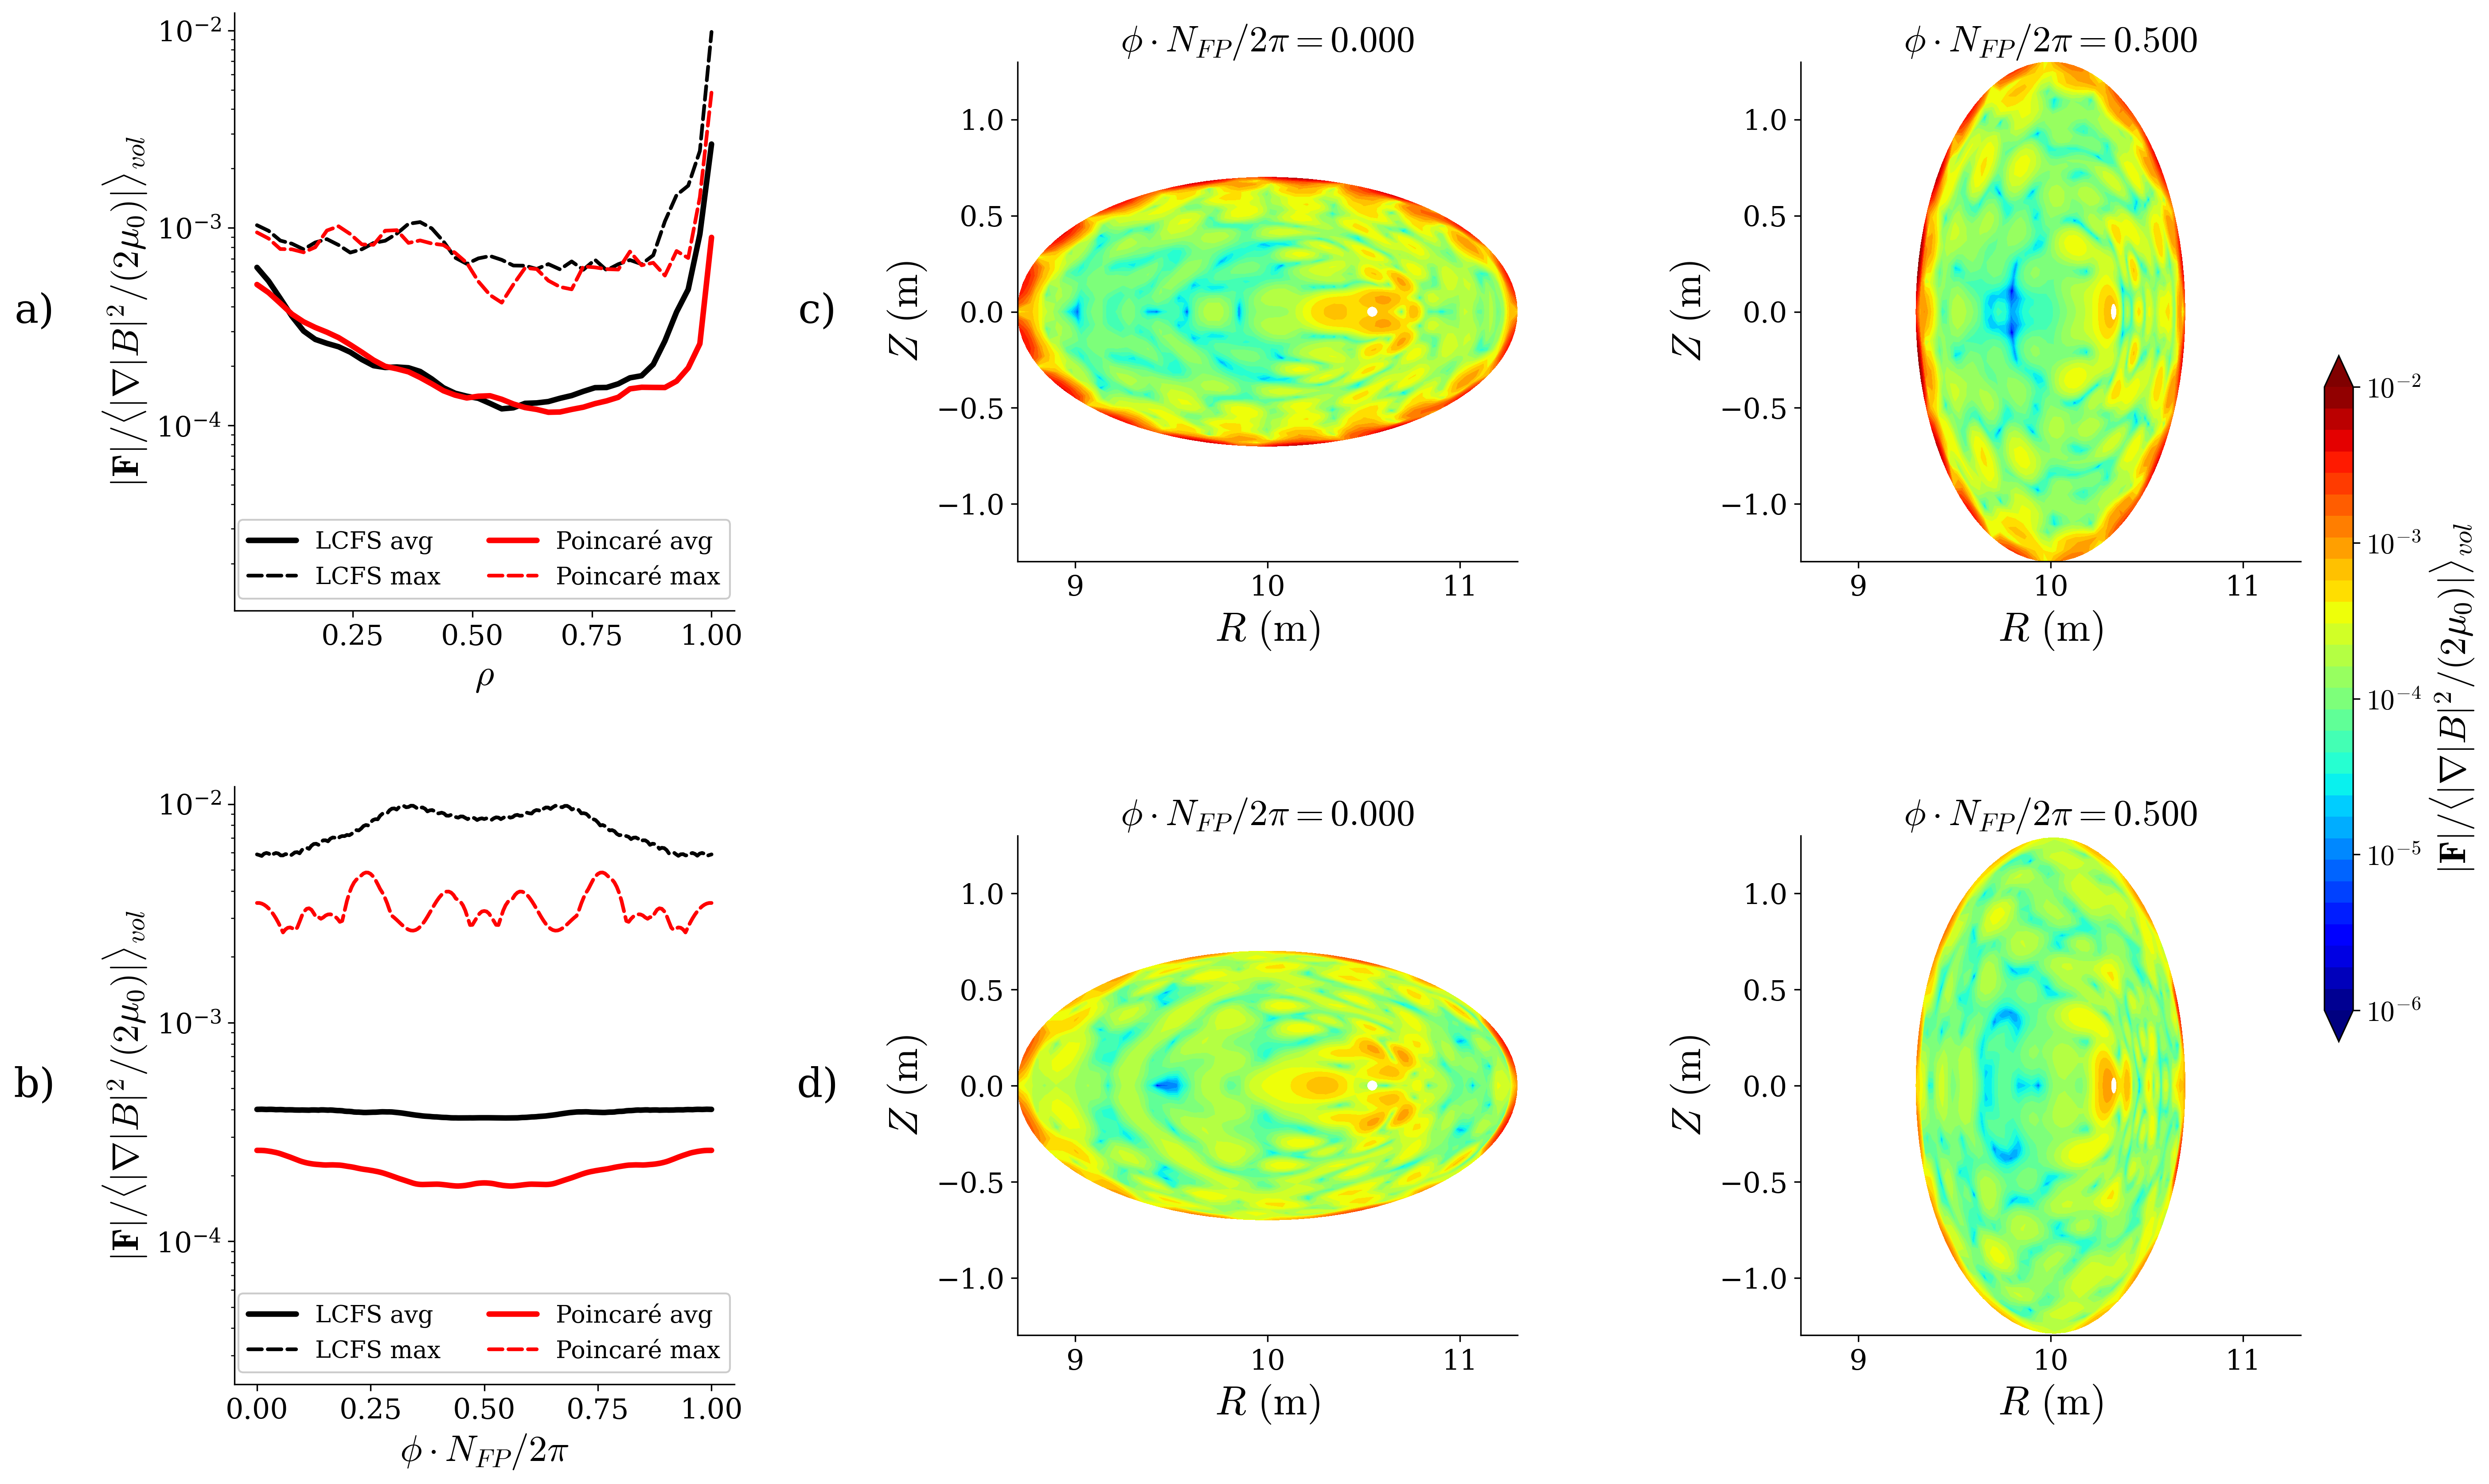 a)
|F|/⟨|∇|B|²/(2μ₀)|⟩vol
10⁻²
10⁻³
10⁻⁴
LCFS avg
LCFS max
Poincaré avg
Poincaré max
0.25 0.50 0.75 1.00
ρ
c)
ϕ · N_FP/2π = 0.000
Z (m)
1.0
0.5
0.0
−0.5
−1.0
9 10 11
R (m)
ϕ · N_FP/2π = 0.500
Z (m)
1.0
0.5
0.0
−0.5
−1.0
9 10 11
R (m)
b)
|F|/⟨|∇|B|²/(2μ₀)|⟩vol
10⁻²
10⁻³
10⁻⁴
LCFS avg
LCFS max
Poincaré avg
Poincaré max
0.00 0.25 0.50 0.75 1.00
ϕ · N_FP/2π
d)
ϕ · N_FP/2π = 0.000
Z (m)
1.0
0.5
0.0
−0.5
−1.0
9 10 11
R (m)
ϕ · N_FP/2π = 0.500
Z (m)
1.0
0.5
0.0
−0.5
−1.0
9 10 11
R (m)
10⁻²
10⁻³
10⁻⁴
10⁻⁵
10⁻⁶
|F|/⟨|∇|B|²/(2μ₀)|⟩vol